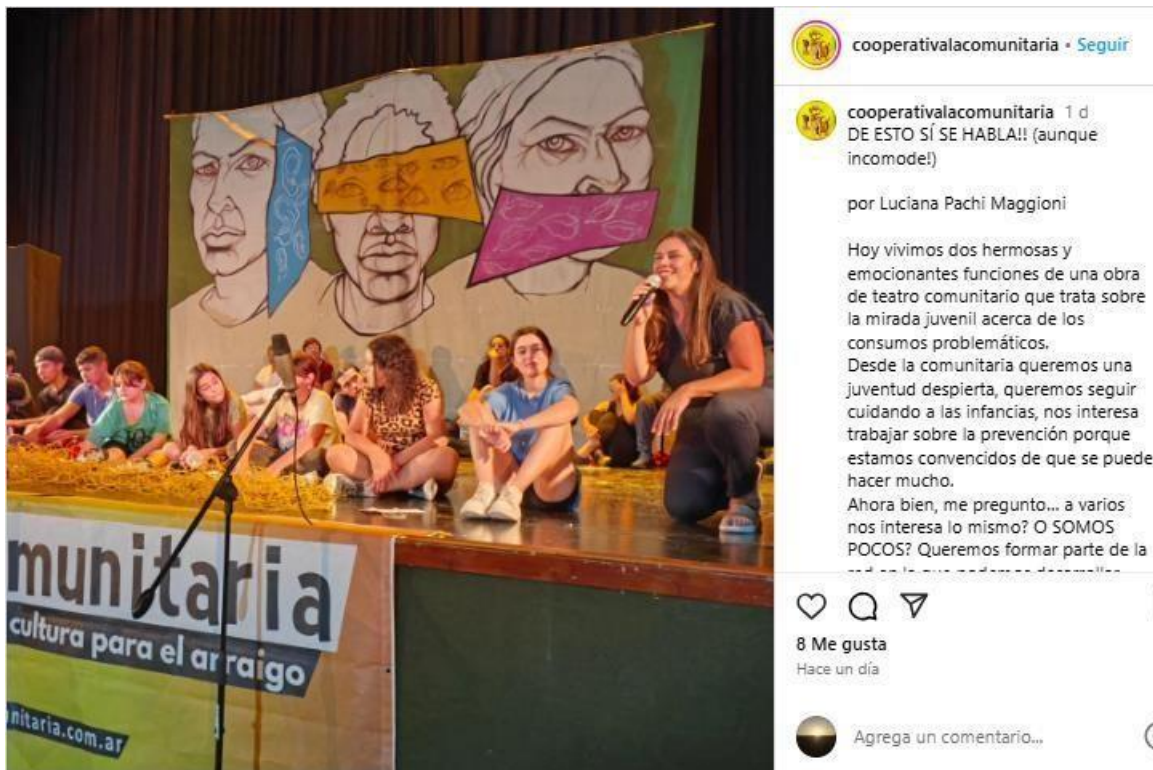 munitaria
cultura para el arraigo
nitaria.com.ar
cooperativalacomunitaria • Seguir
cooperativalacomunitaria 1 d
DE ESTO SÍ SE HABLA!! (aunque
incomode!)
por Luciana Pachi Maggioni
Hoy vivimos dos hermosas y
emocionantes funciones de una obra
de teatro comunitario que trata sobre
la mirada juvenil acerca de los
consumos problemáticos.
Desde la comunitaria queremos una
juventud despierta, queremos seguir
cuidando a las infancias, nos interesa
trabajar sobre la prevención porque
estamos convencidos de que se puede
hacer mucho.
Ahora bien, me pregunto... a varios
nos interesa lo mismo? O SOMOS
POCOS? Queremos formar parte de la
8 Me gusta
Hace un día
Agrega un comentario...